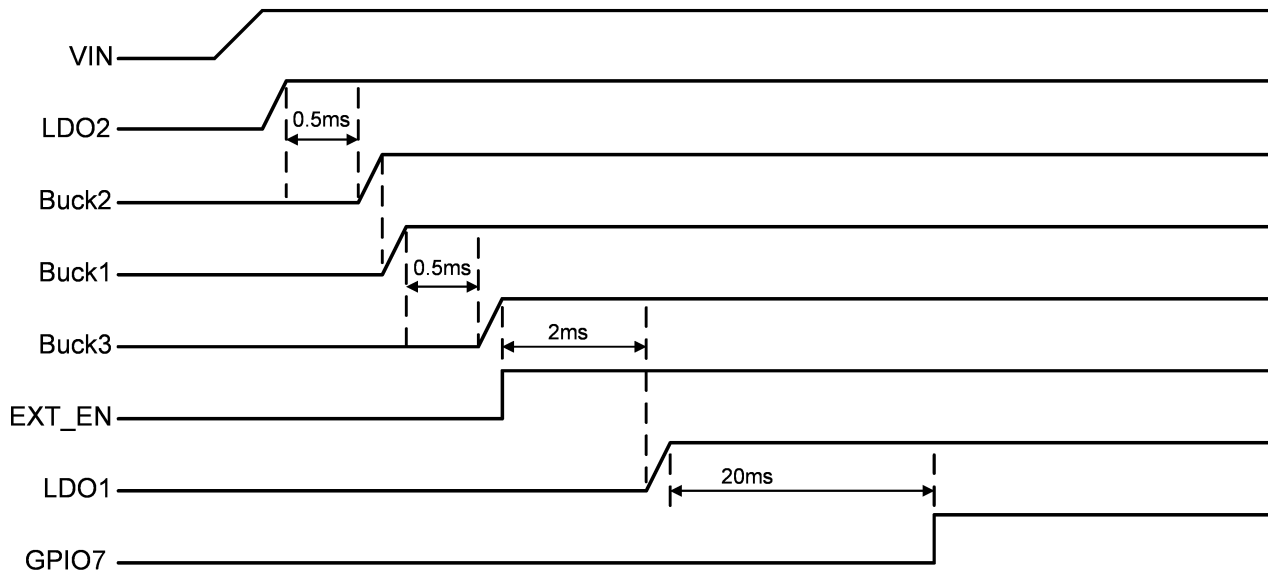 VIN
LDO2
0.5ms
Buck2
Buck1
0.5ms
Buck3
2ms
EXT_EN
LDO1
20ms
GPIO7